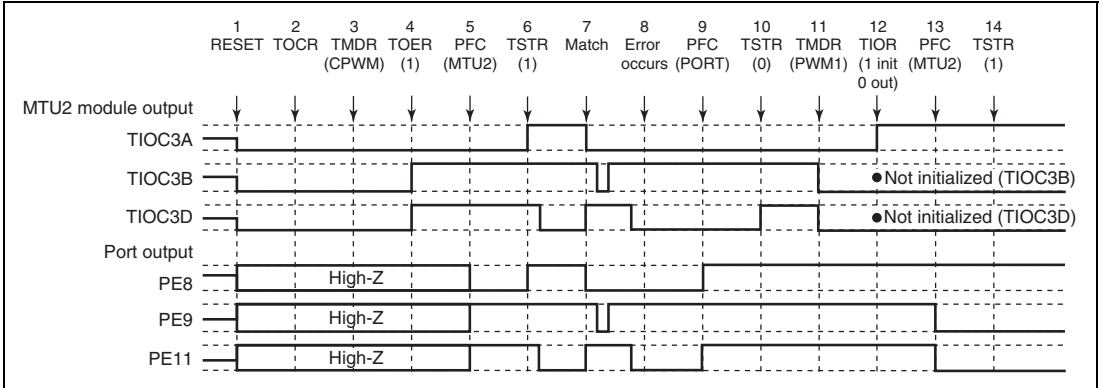 1 2 3 4 5 6 7 8 9 10 11 12 13 14
RESET TOCR TMDR TOER PFC TSTR Match Error PFC TSTR TMDR TIOR PFC TSTR
(CPWM) (1) (MTU2) (1) occurs (PORT) (0) (PWM1) (1 init (MTU2) (1)
0 out)
MTU2 module output
TIOC3A
TIOC3B ●Not initialized (TIOC3B)
TIOC3D ●Not initialized (TIOC3D)
Port output
PE8 High-Z
PE9 High-Z
PE11 High-Z